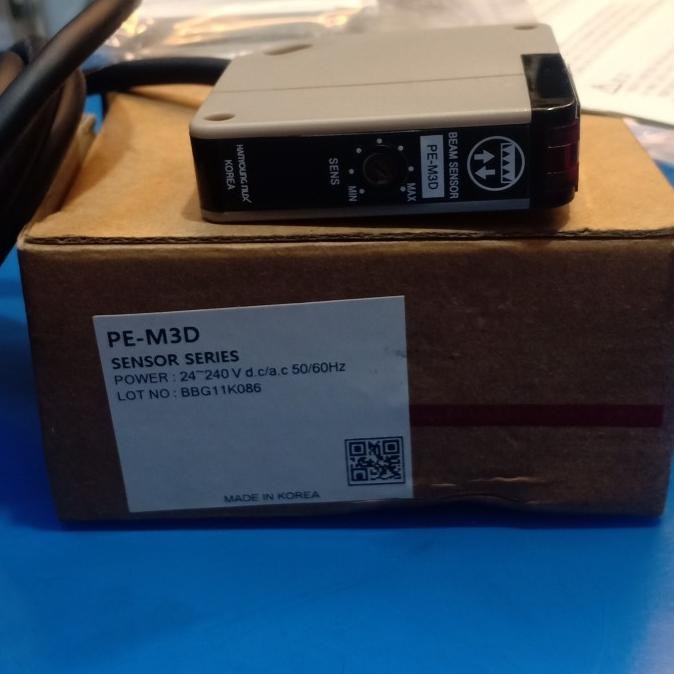 BEAM SENSOR
PE-M3D
MAX
MIN
SENS
HANYOUNG NUX
KOREA
PE-M3D
SENSOR SERIES
POWER : 24~240 V d.c/a.c 50/60Hz
LOT NO : BBG11K086
MADE IN KOREA